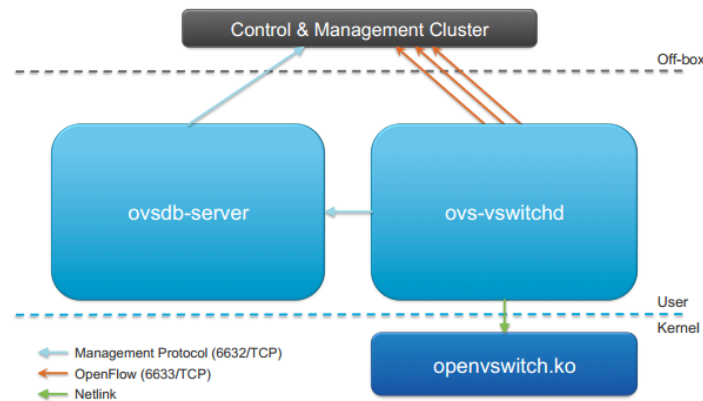 Control & Management Cluster
Off-box
ovsdb-server
ovs-vswitchd
User
Kernel
Management Protocol (6632/TCP)
OpenFlow (6633/TCP)
Netlink
openvswitch.ko